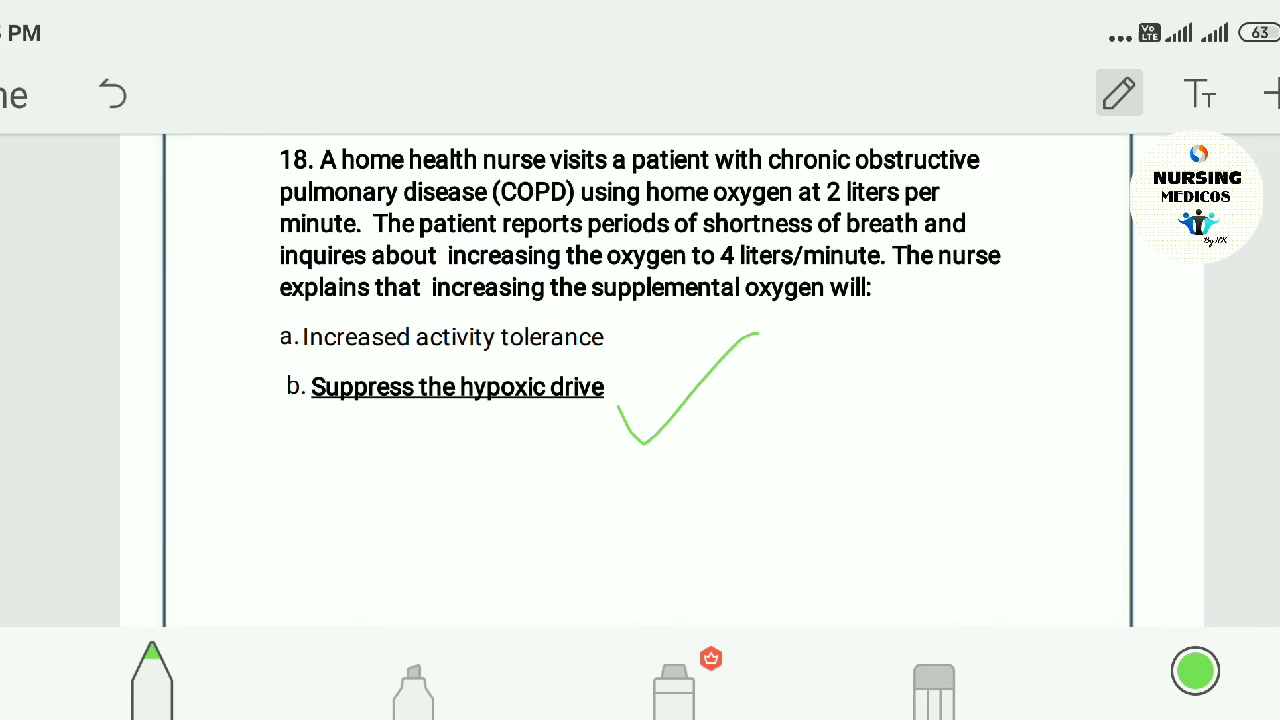 PM
63
ne
TT
NURSING
MEDICOS
18. A home health nurse visits a patient with chronic obstructive
pulmonary disease (COPD) using home oxygen at 2 liters per
minute. The patient reports periods of shortness of breath and
inquires about increasing the oxygen to 4 liters/minute. The nurse
explains that increasing the supplemental oxygen will:
a. Increased activity tolerance
b. Suppress the hypoxic drive